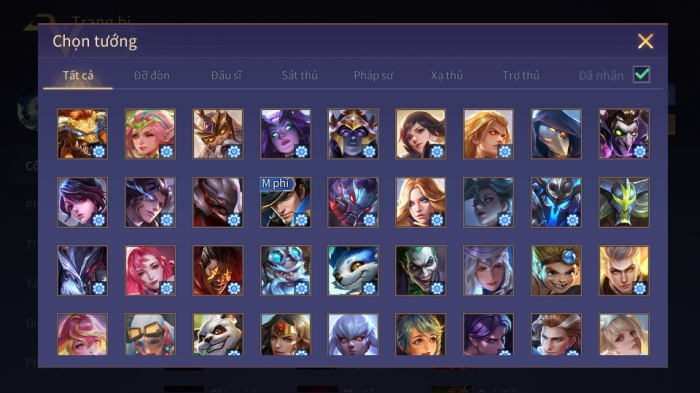 Trang bị
Chọn tướng
Tất cả
Đỡ đòn
Đấu sĩ
Sát thủ
Pháp sư
Xạ thủ
Trợ thủ
Đã nhận
M phí